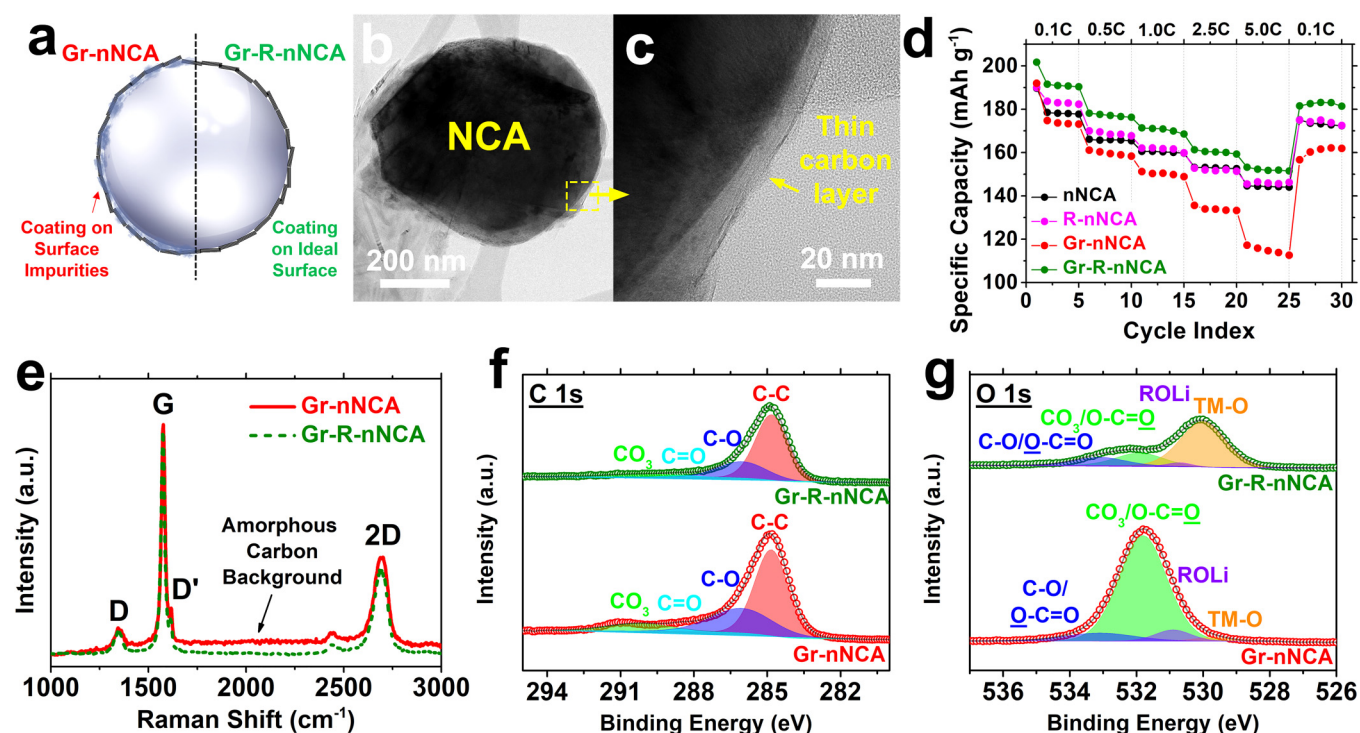 a
Gr-nNCA
Gr-R-nNCA
Coating on
Surface
Impurities
Coating
on Ideal
Surface
b
NCA
200 nm
c
Thin
carbon
layer
20 nm
d
0.1C 0.5C 1.0C 2.5C 5.0C 0.1C
Specific Capacity (mAh g⁻¹)
200
180
160
140
120
100
nNCA
R-nNCA
Gr-nNCA
Gr-R-nNCA
0 5 10 15 20 25 30
Cycle Index
e
Intensity (a.u.)
G
D
D'
2D
Gr-nNCA
Gr-R-nNCA
Amorphous
Carbon
Background
1000 1500 2000 2500 3000
Raman Shift (cm⁻¹)
f
C 1s
Intensity (a.u.)
C-C
C-O
CO₃ C=O
Gr-R-nNCA
C-C
C-O
CO₃ C=O
Gr-nNCA
294 291 288 285 282
Binding Energy (eV)
g
O 1s
Intensity (a.u.)
ROLi
TM-O
CO₃/O-C=O
C-O/O-C=O
Gr-R-nNCA
CO₃/O-C=O
ROLi
C-O/
O-C=O
TM-O
Gr-nNCA
536 534 532 530 528 526
Binding Energy (eV)